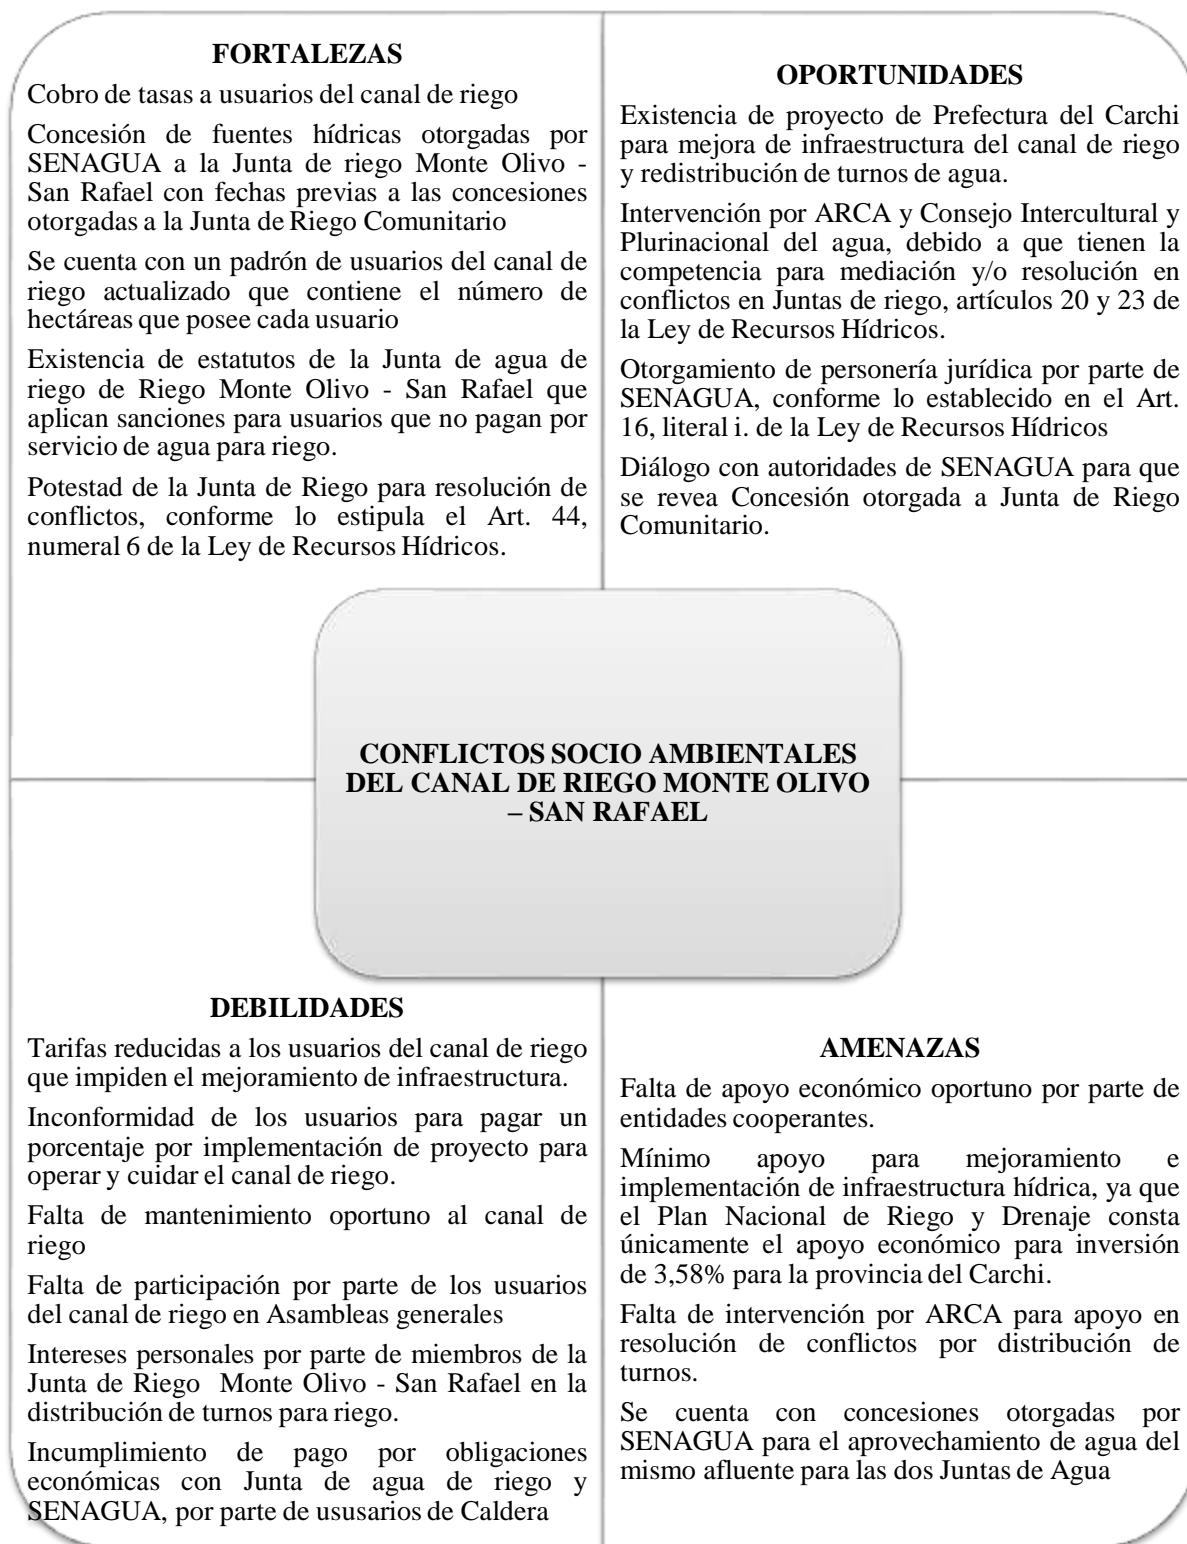 FORTALEZAS
Cobro de tasas a usuarios del canal de riego
Concesión de fuentes hídricas otorgadas por
SENAGUA a la Junta de riego Monte Olivo -
San Rafael con fechas previas a las concesiones
otorgadas a la Junta de Riego Comunitario
Se cuenta con un padrón de usuarios del canal de
riego actualizado que contiene el número de
hectáreas que posee cada usuario
Existencia de estatutos de la Junta de agua de
riego de Riego Monte Olivo - San Rafael que
aplican sanciones para usuarios que no pagan por
servicio de agua para riego.
Potestad de la Junta de Riego para resolución de
conflictos, conforme lo estipula el Art. 44,
numeral 6 de la Ley de Recursos Hídricos.
OPORTUNIDADES
Existencia de proyecto de Prefectura del Carchi
para mejora de infraestructura del canal de riego
y redistribución de turnos de agua.
Intervención por ARCA y Consejo Intercultural y
Plurinacional del agua, debido a que tienen la
competencia para mediación y/o resolución en
conflictos en Juntas de riego, artículos 20 y 23 de
la Ley de Recursos Hídricos.
Otorgamiento de personería jurídica por parte de
SENAGUA, conforme lo establecido en el Art.
16, literal i. de la Ley de Recursos Hídricos
Diálogo con autoridades de SENAGUA para que
se revea Concesión otorgada a Junta de Riego
Comunitario.
CONFLICTOS SOCIO AMBIENTALES
DEL CANAL DE RIEGO MONTE OLIVO
– SAN RAFAEL
DEBILIDADES
Tarifas reducidas a los usuarios del canal de riego
que impiden el mejoramiento de infraestructura.
Inconformidad de los usuarios para pagar un
porcentaje por implementación de proyecto para
operar y cuidar el canal de riego.
Falta de mantenimiento oportuno al canal de
riego
Falta de participación por parte de los usuarios
del canal de riego en Asambleas generales
Intereses personales por parte de miembros de la
Junta de Riego Monte Olivo - San Rafael en la
distribución de turnos para riego.
Incumplimiento de pago por obligaciones
económicas con Junta de agua de riego y
SENAGUA, por parte de ususarios de Caldera
AMENAZAS
Falta de apoyo económico oportuno por parte de
entidades cooperantes.
Mínimo apoyo para mejoramiento e
implementación de infraestructura hídrica, ya que
el Plan Nacional de Riego y Drenaje consta
únicamente el apoyo económico para inversión
de 3,58% para la provincia del Carchi.
Falta de intervención por ARCA para apoyo en
resolución de conflictos por distribución de
turnos.
Se cuenta con concesiones otorgadas por
SENAGUA para el aprovechamiento de agua del
mismo afluente para las dos Juntas de Agua